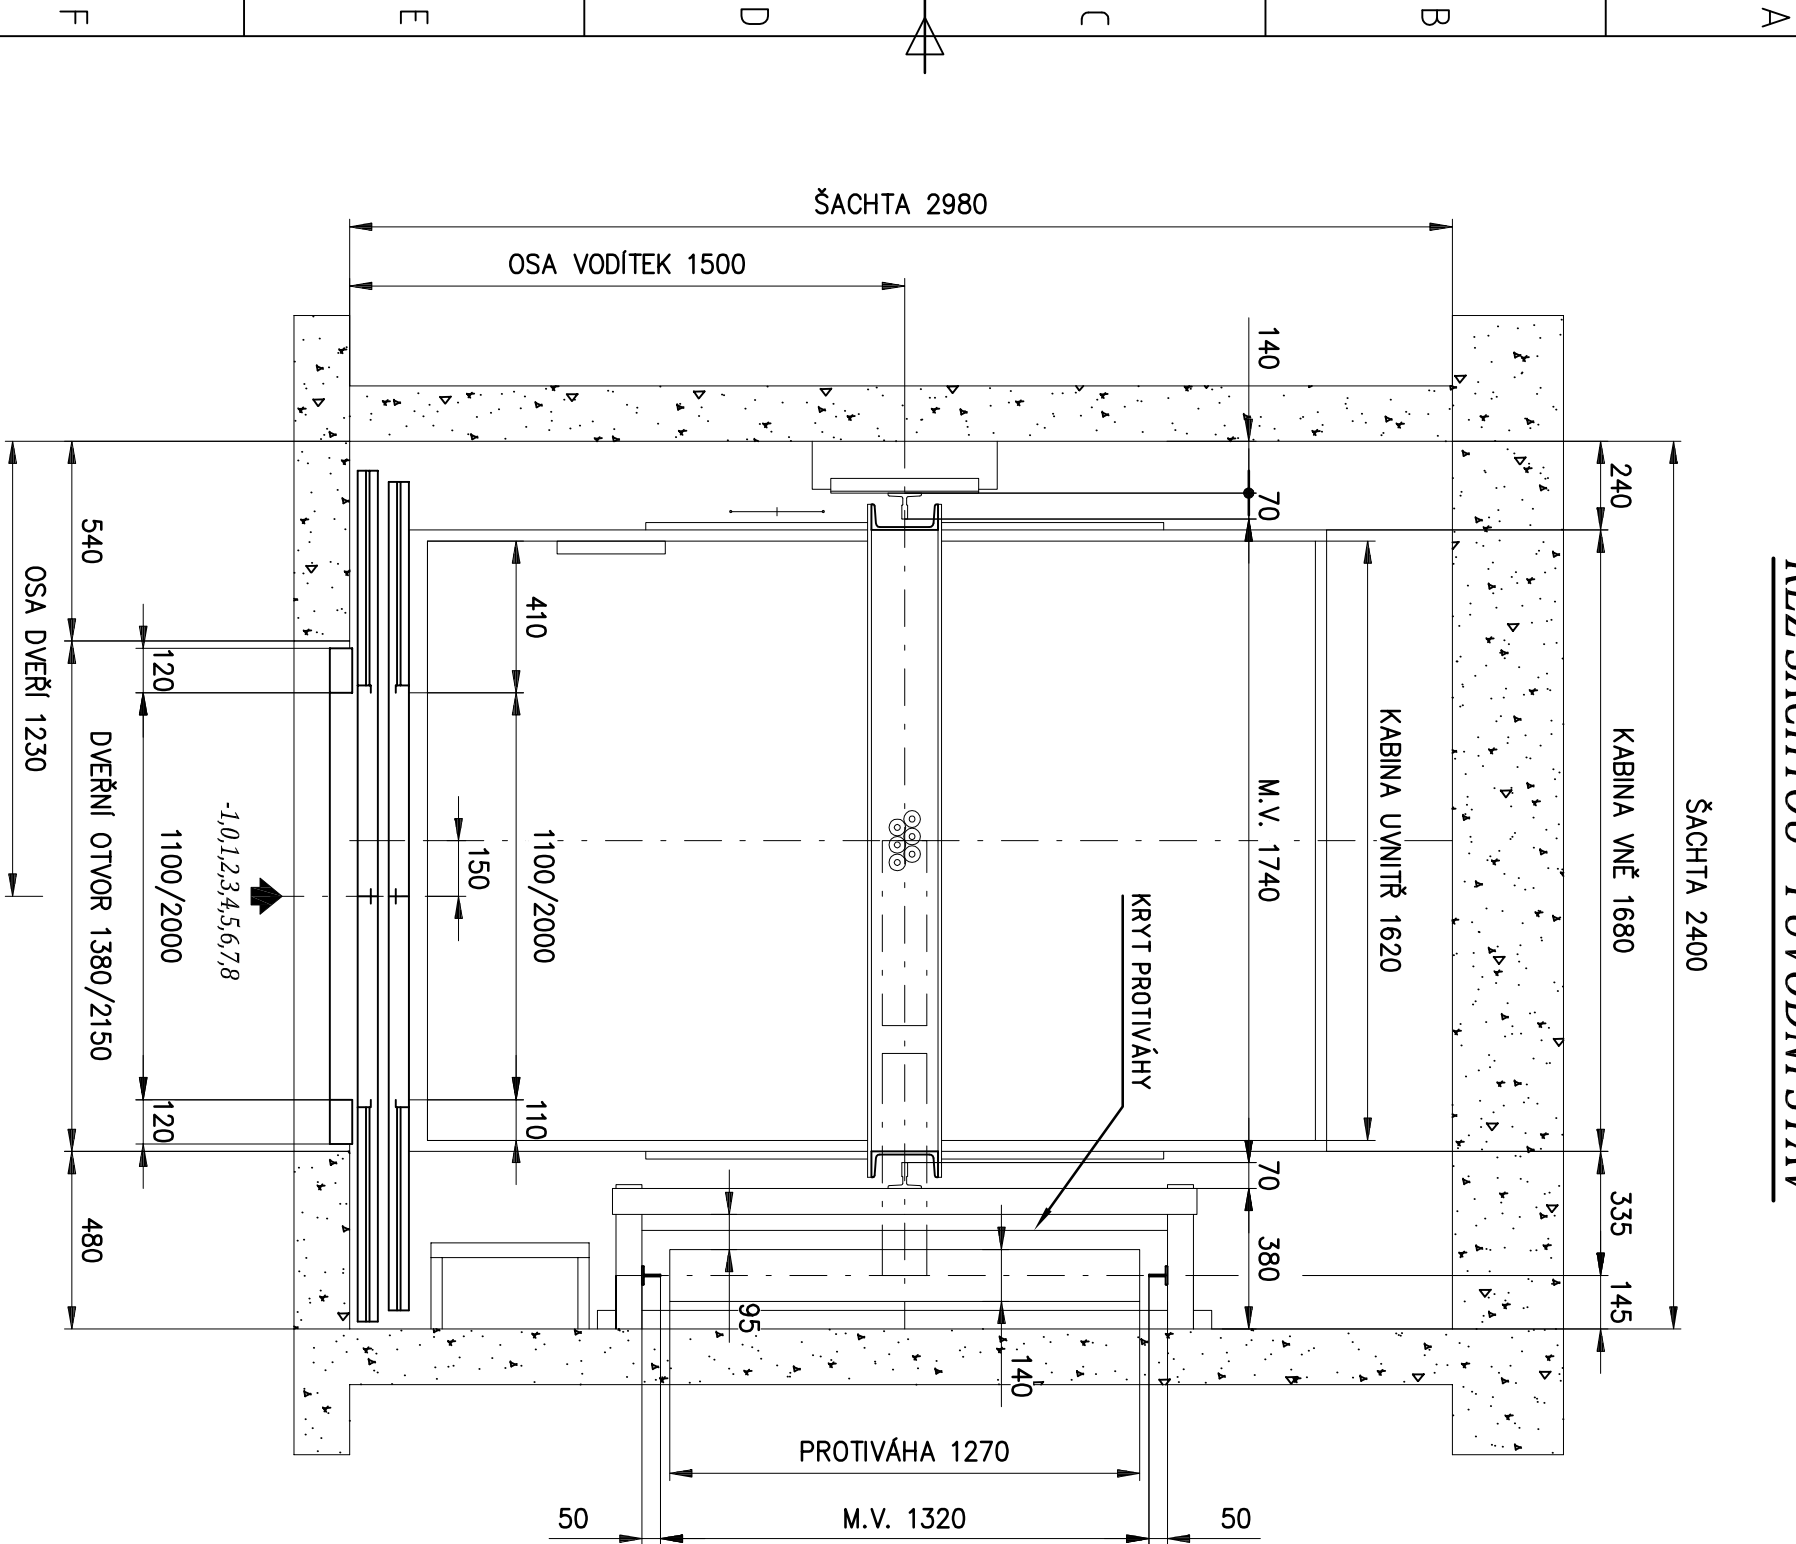 F
E
D
C
B
A
ŠACHTA 2980
OSA VODÍTEK 1500
140
70
240
ŠACHTA 2400
KABINA VNĚ 1680
KABINA UVNITŘ 1620
M.V. 1740
KRYT PROTIVÁHY
410
1100/2000
110
150
540
OSA DVEŘÍ 1230
120
DVEŘNÍ OTVOR 1380/2150
1100/2000
-1,0,1,2,3,4,5,6,7,8
120
480
70
380
335
145
95
140
PROTIVÁHA 1270
50
M.V. 1320
50